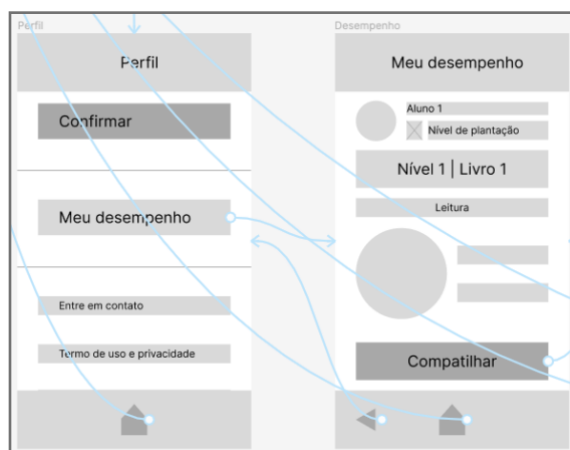 Perfil
Perfil
Confirmar
Meu desempenho
Entre em contato
Termo de uso e privacidade
Desempenho
Meu desempenho
Aluno 1
Nível de plantação
Nível 1 | Livro 1
Leitura
Compatilhar